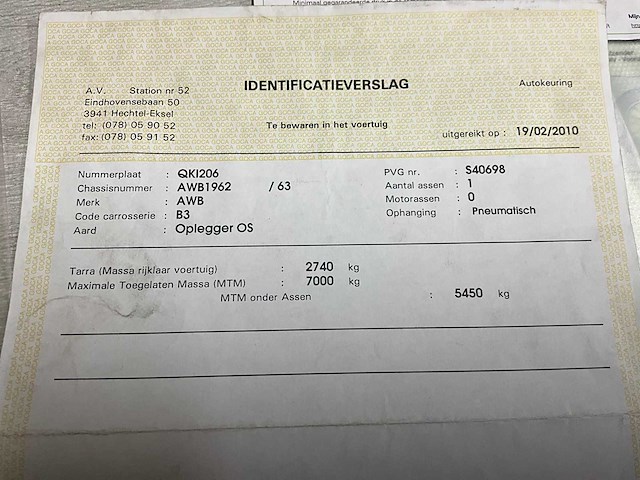 Minimaal gegarandeerde
Mijn
IDENTIFICATIEVERSLAG
Autokeuring
A.V. Station nr 52
Eindhovensebaan 50
3941 Hechtel-Eksel
tel: (078) 05 90 52
fax: (078) 05 91 52
Te bewaren in het voertuig
uitgereikt op : 19/02/2010
Nummerplaat : QKI206
PVG nr. : S40698
Chassisnummer : AWB1962 / 63
Aantal assen : 1
Merk : AWB
Motorassen : 0
Code carrosserie : B3
Ophanging : Pneumatisch
Aard : Oplegger OS
Tarra (Massa rijklaar voertuig) : 2740 kg
Maximale Toegelaten Massa (MTM) : 7000 kg
MTM onder Assen : 5450 kg